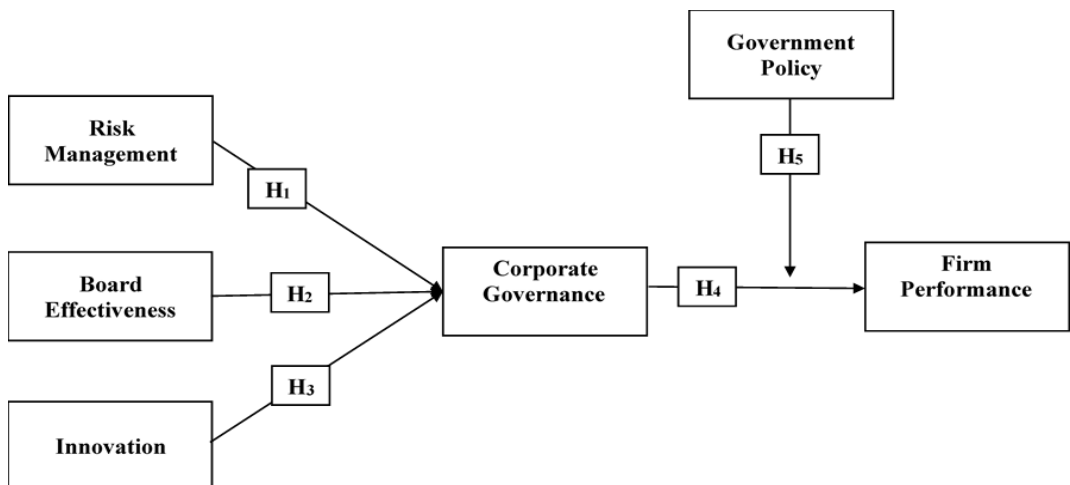 Government
Policy
Risk
Management
H₅
H₁
Board
Effectiveness
H₂
Corporate
Governance
H₄
Firm
Performance
H₃
Innovation